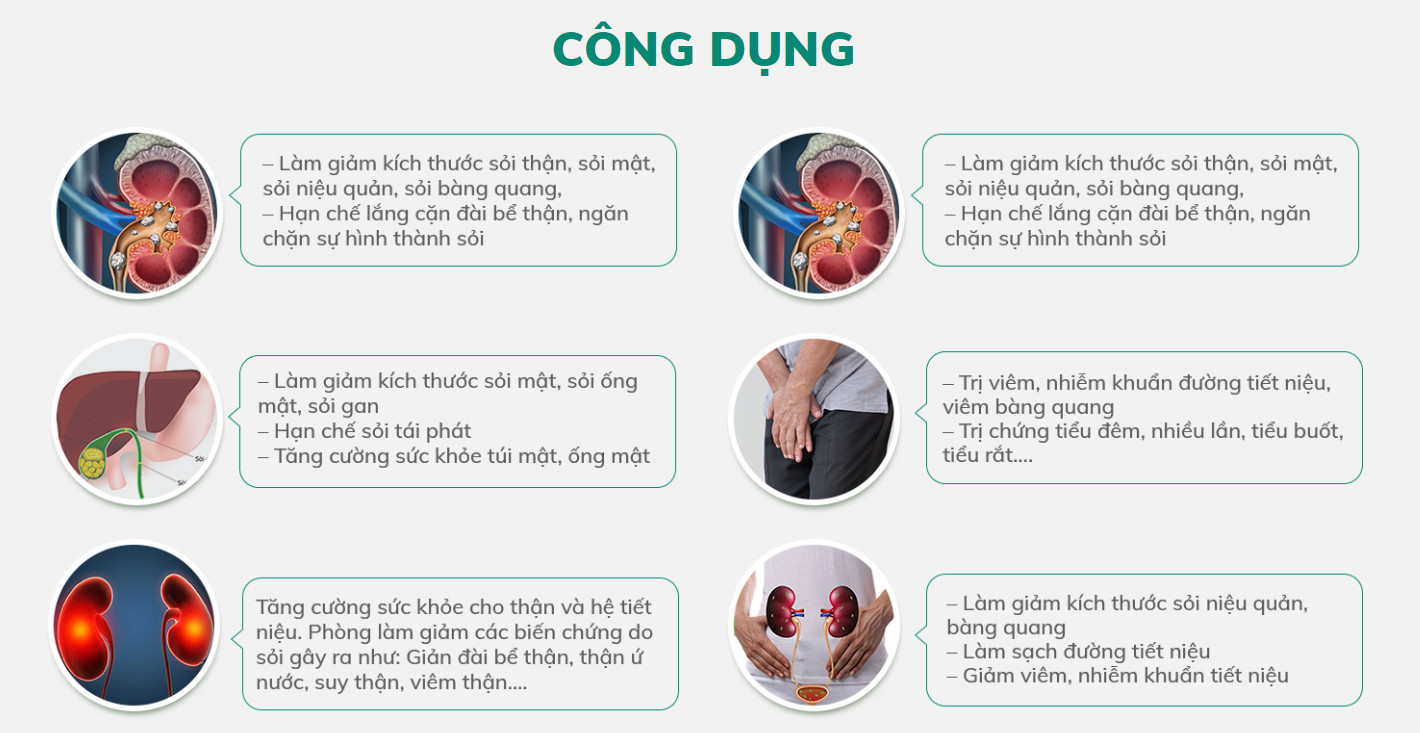 CÔNG DỤNG
– Làm giảm kích thước sỏi thận, sỏi mật,
sỏi niệu quản, sỏi bàng quang,
– Hạn chế lắng cặn đài bể thận, ngăn
chặn sự hình thành sỏi
– Làm giảm kích thước sỏi thận, sỏi mật,
sỏi niệu quản, sỏi bàng quang,
– Hạn chế lắng cặn đài bể thận, ngăn
chặn sự hình thành sỏi
– Làm giảm kích thước sỏi mật, sỏi ống
mật, sỏi gan
– Hạn chế sỏi tái phát
– Tăng cường sức khỏe túi mật, ống mật
Sỏi
– Trị viêm, nhiễm khuẩn đường tiết niệu,
viêm bàng quang
– Trị chứng tiểu đêm, nhiều lần, tiểu buốt,
tiểu rắt....
Tăng cường sức khỏe cho thận và hệ tiết
niệu. Phòng làm giảm các biến chứng do
sỏi gây ra như: Giản đài bể thận, thận ứ
nước, suy thận, viêm thận....
– Làm giảm kích thước sỏi niệu quản,
bàng quang
– Làm sạch đường tiết niệu
– Giảm viêm, nhiễm khuẩn tiết niệu